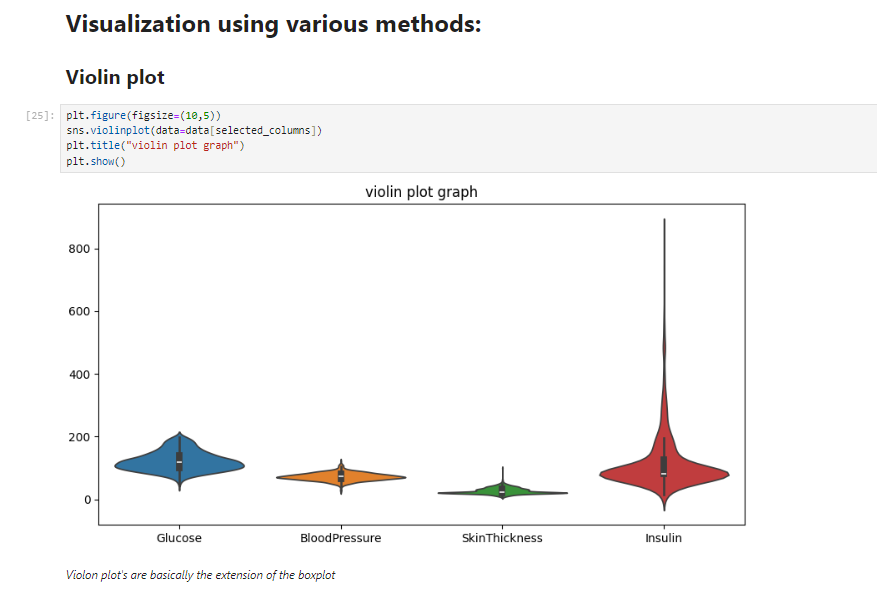 Visualization using various methods:
Violin plot
[25]:
plt.figure(figsize=(10,5))
sns.violinplot(data=data[selected_columns])
plt.title("violin plot graph")
plt.show()
violin plot graph
800
600
400
200
0
Glucose BloodPressure SkinThickness Insulin
Violon plot's are basically the extension of the boxplot